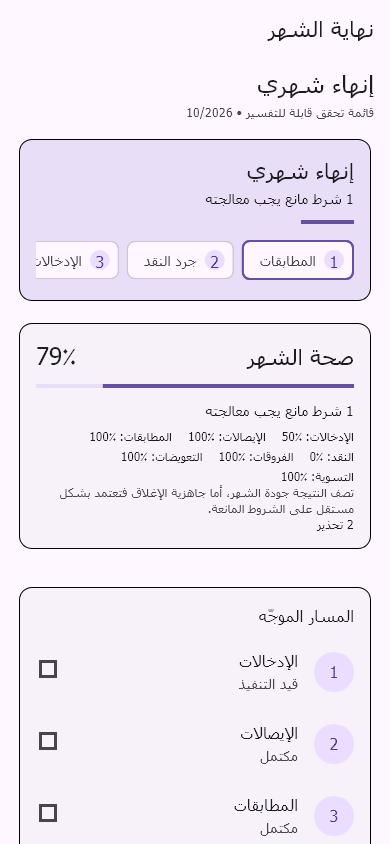 نهاية الشهر
إنهاء شهري
قائمة تحقق قابلة للتفسير • 10/2026
إنهاء شهري
1 شرط مانع يجب معالجته
1 المطابقات
2 جرد النقد
3 الإدخالات
صحة الشهر
79٪
1 شرط مانع يجب معالجته
الإدخالات: 50٪ الإيصالات: 100٪ المطابقات: 100٪
النقد: 0٪ الفروقات: 100٪ التعويضات: 100٪
التسوية: 100٪
تصف النتيجة جودة الشهر، أما جاهزية الإغلاق فتعتمد بشكل
مستقل على الشروط المانعة.
2 تحذير
المسار الموجّه
1 الإدخالات
قيد التنفيذ
2 الإيصالات
مكتمل
3 المطابقات
مكتمل